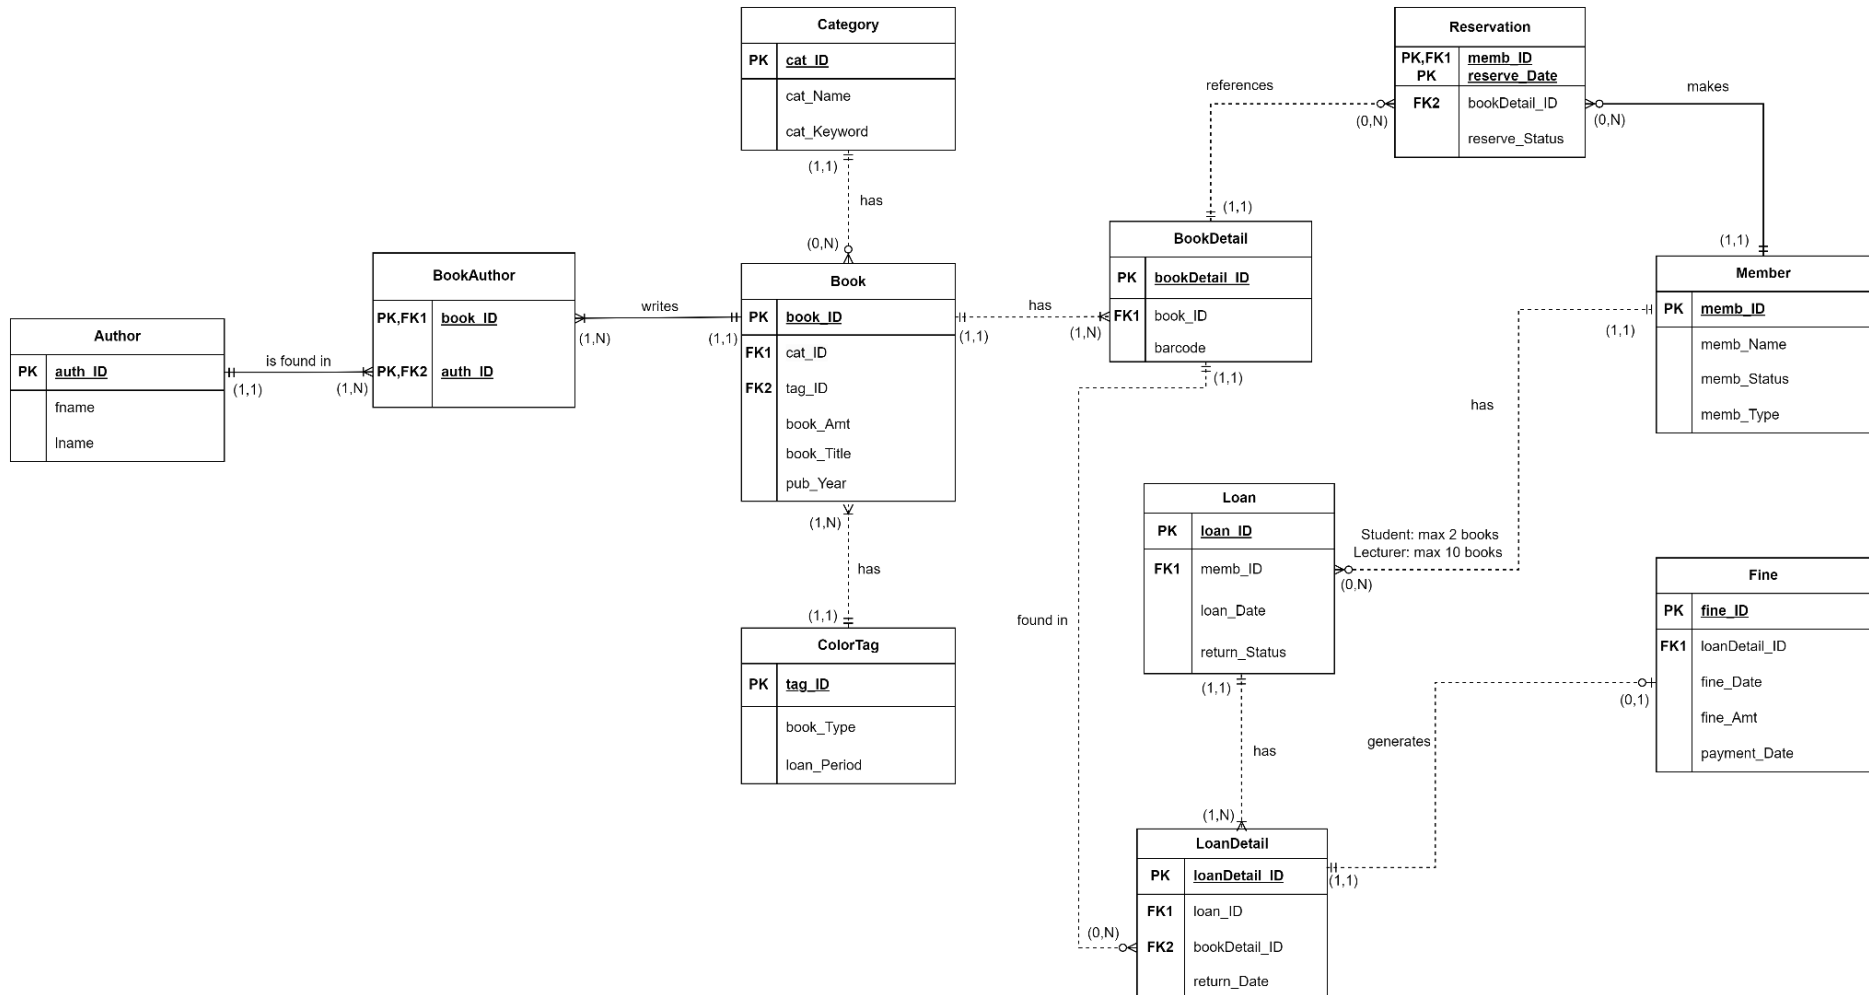 Category
PK cat_ID
cat_Name
cat_Keyword
(1,1)
has
(0,N)
Reservation
PK,FK1 memb_ID
PK reserve_Date
FK2 bookDetail_ID
reserve_Status
references
(0,N)
(0,N)
makes
(1,1)
(1,1)
BookDetail
PK bookDetail_ID
FK1 book_ID
barcode
(1,1)
Member
PK memb_ID
memb_Name
memb_Status
memb_Type
(1,1)
has
BookAuthor
PK,FK1 book_ID
PK,FK2 auth_ID
writes
(1,N)
(1,1)
Book
PK book_ID
FK1 cat_ID
FK2 tag_ID
book_Amt
book_Title
pub_Year
has
(1,1)
(1,N)
Author
PK auth_ID
fname
lname
is found in
(1,1)
(1,N)
(1,N)
has
(1,1)
ColorTag
PK tag_ID
book_Type
loan_Period
Loan
PK loan_ID
FK1 memb_ID
loan_Date
return_Status
Student: max 2 books
Lecturer: max 10 books
(0,N)
Fine
PK fine_ID
FK1 loanDetail_ID
fine_Date
fine_Amt
payment_Date
found in
(1,1)
has
generates
(0,1)
(1,N)
LoanDetail
PK loanDetail_ID
FK1 loan_ID
FK2 bookDetail_ID
return_Date
(1,1)
(0,N)